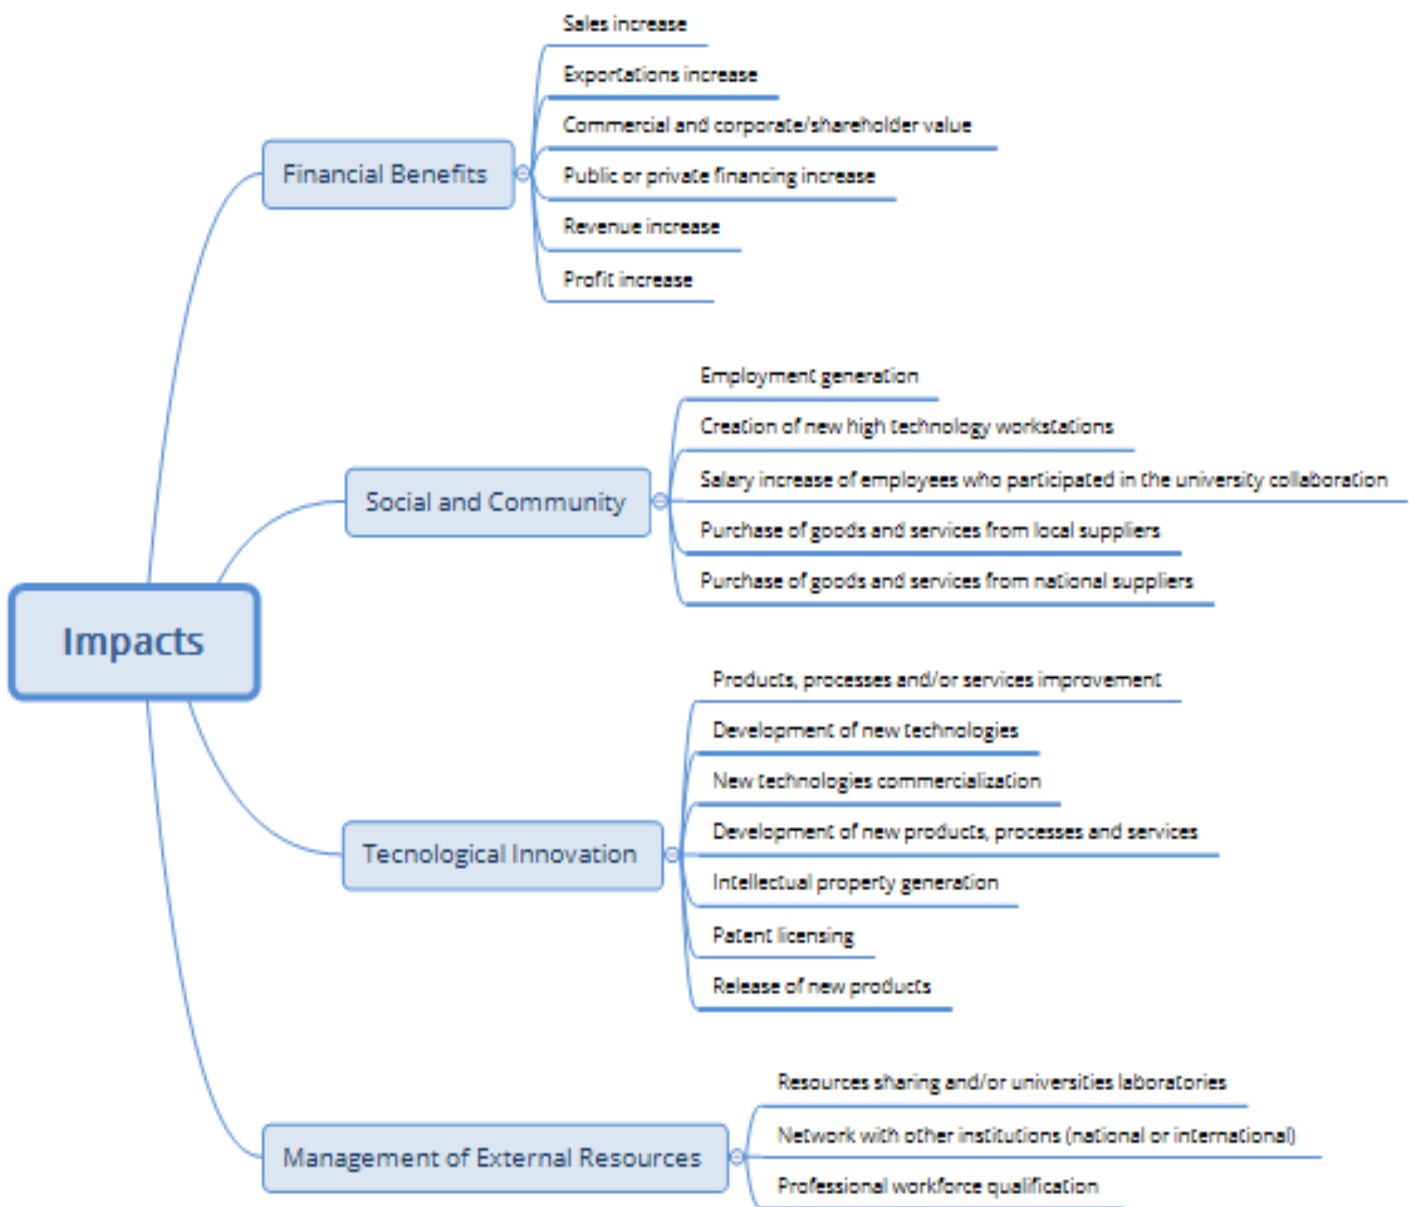 Impacts
Financial Benefits
Sales increase
Exportations increase
Commercial and corporate/shareholder value
Public or private financing increase
Revenue increase
Profit increase
Social and Community
Employment generation
Creation of new high technology workstations
Salary increase of employees who participated in the university collaboration
Purchase of goods and services from local suppliers
Purchase of goods and services from national suppliers
Tecnological Innovation
Products, processes and/or services improvement
Development of new technologies
New technologies commercialization
Development of new products, processes and services
Intellectual property generation
Patent licensing
Release of new products
Management of External Resources
Resources sharing and/or universities laboratories
Network with other institutions (national or international)
Professional workforce qualification